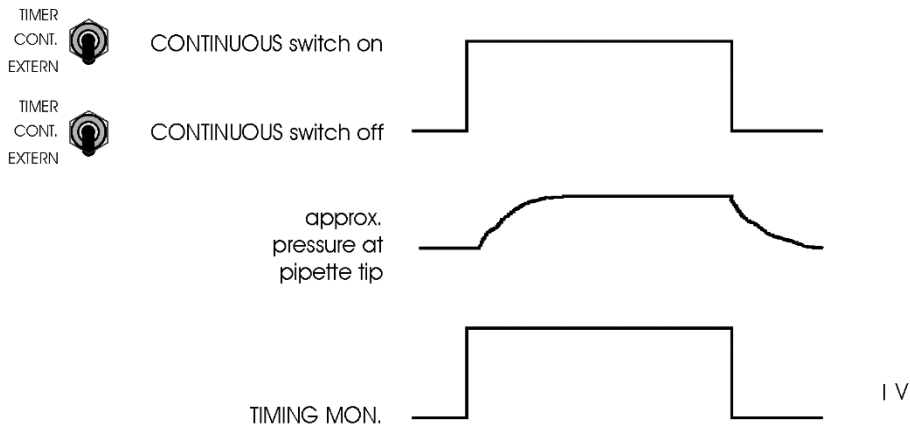 TIMER
CONT.
EXTERN
CONTINUOUS switch on
TIMER
CONT.
EXTERN
CONTINUOUS switch off
approx.
pressure at
pipette tip
TIMING MON.
1 V